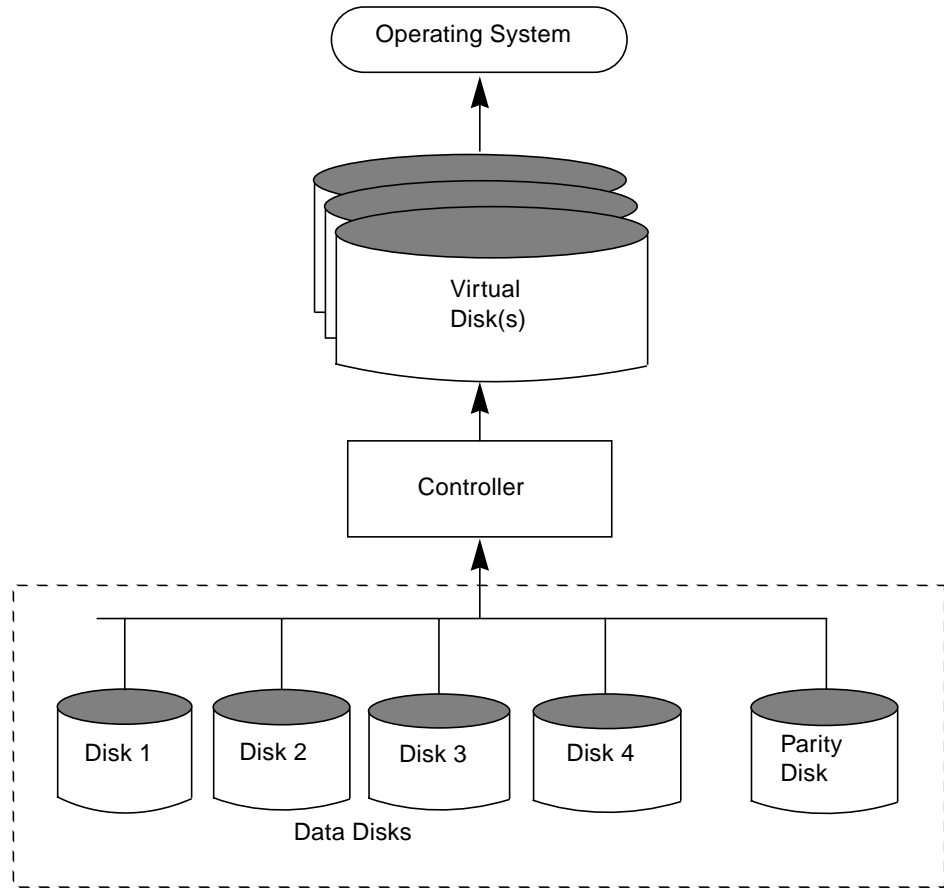 Operating System
Virtual
Disk(s)
Controller
Disk 1
Disk 2
Disk 3
Disk 4
Parity
Disk
Data Disks